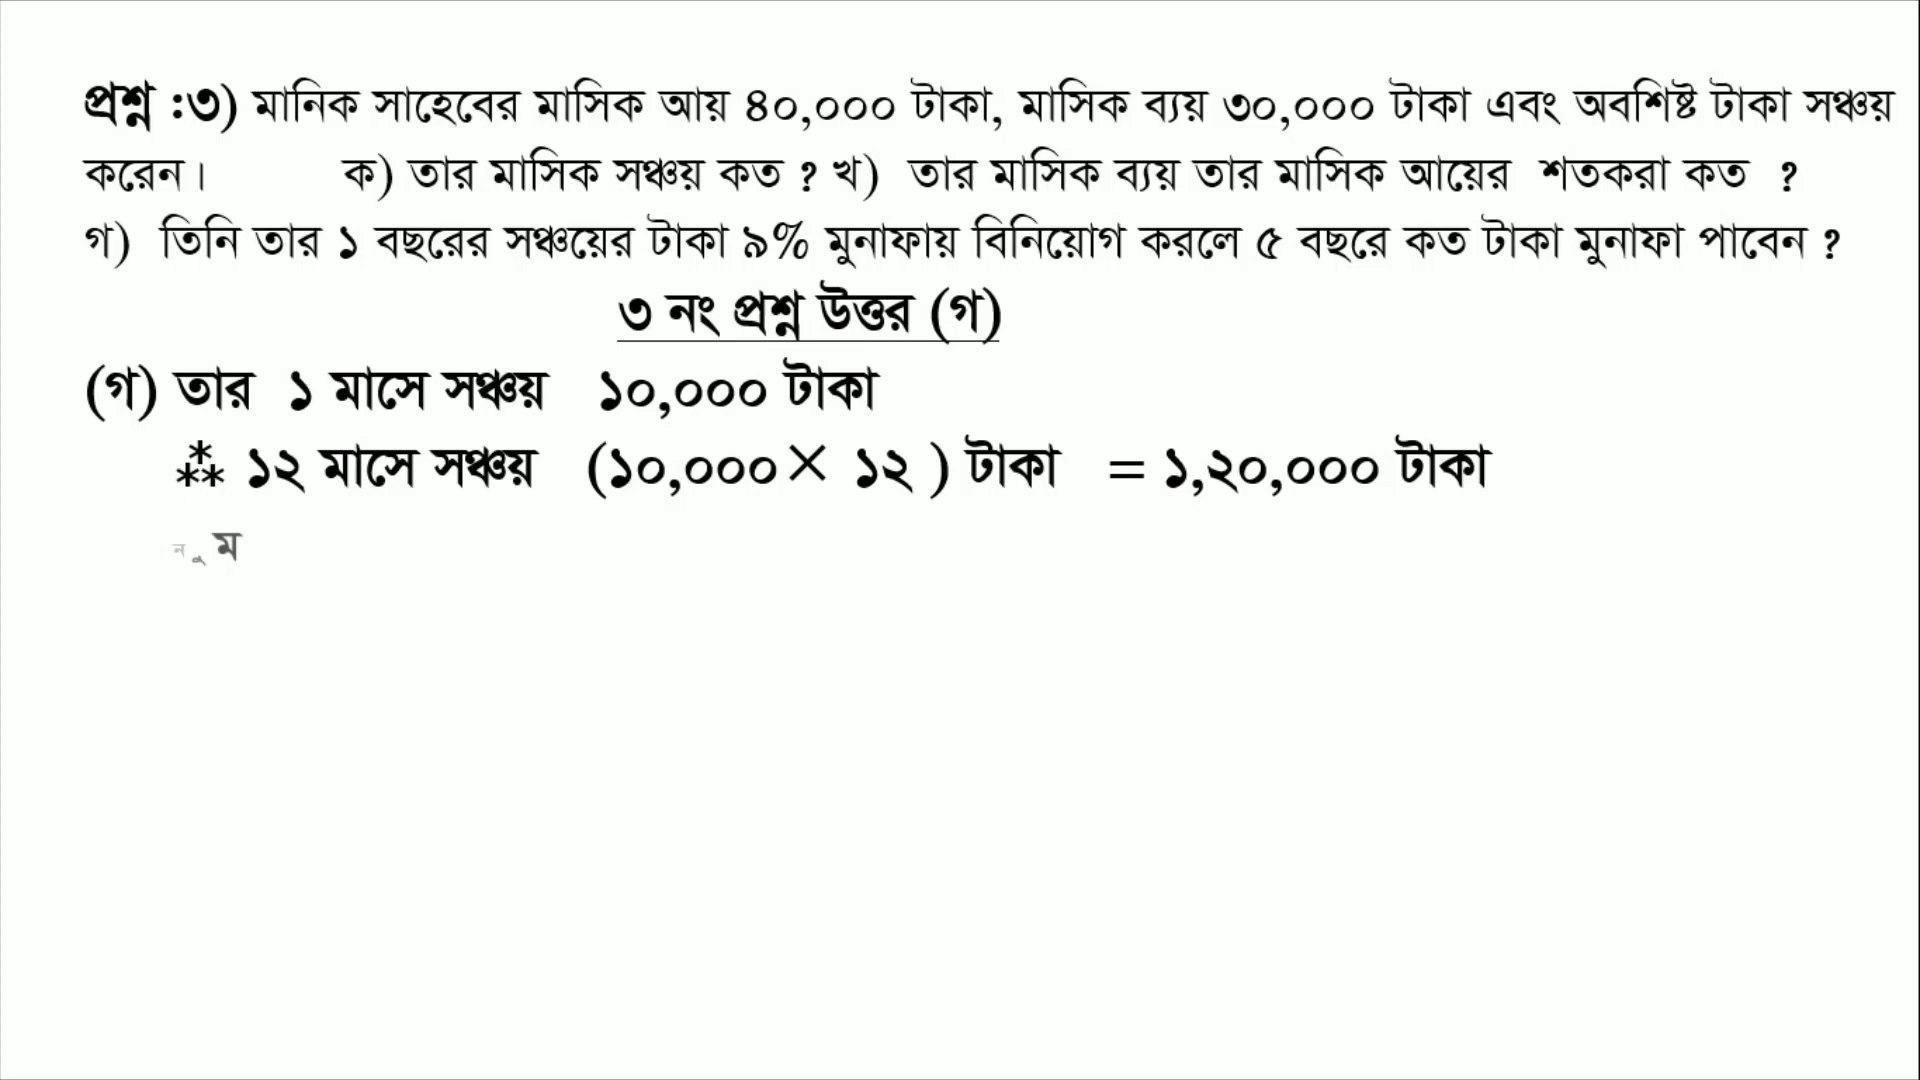 প্রশ্ন :৩) মানিক সাহেবের মাসিক আয় ৪০,০০০ টাকা, মাসিক ব্যয় ৩০,০০০ টাকা এবং অবশিষ্ট টাকা সঞ্চয়
করেন। ক) তার মাসিক সঞ্চয় কত ? খ) তার মাসিক ব্যয় তার মাসিক আয়ের শতকরা কত ?
গ) তিনি তার ১ বছরের সঞ্চয়ের টাকা ৯% মুনাফায় বিনিয়োগ করলে ৫ বছরে কত টাকা মুনাফা পাবেন ?
৩ নং প্রশ্ন উত্তর (গ)
(গ) তার ১ মাসে সঞ্চয় ১০,০০০ টাকা
⁂ ১২ মাসে সঞ্চয় (১০,০০০× ১২ ) টাকা = ১,২০,০০০ টাকা